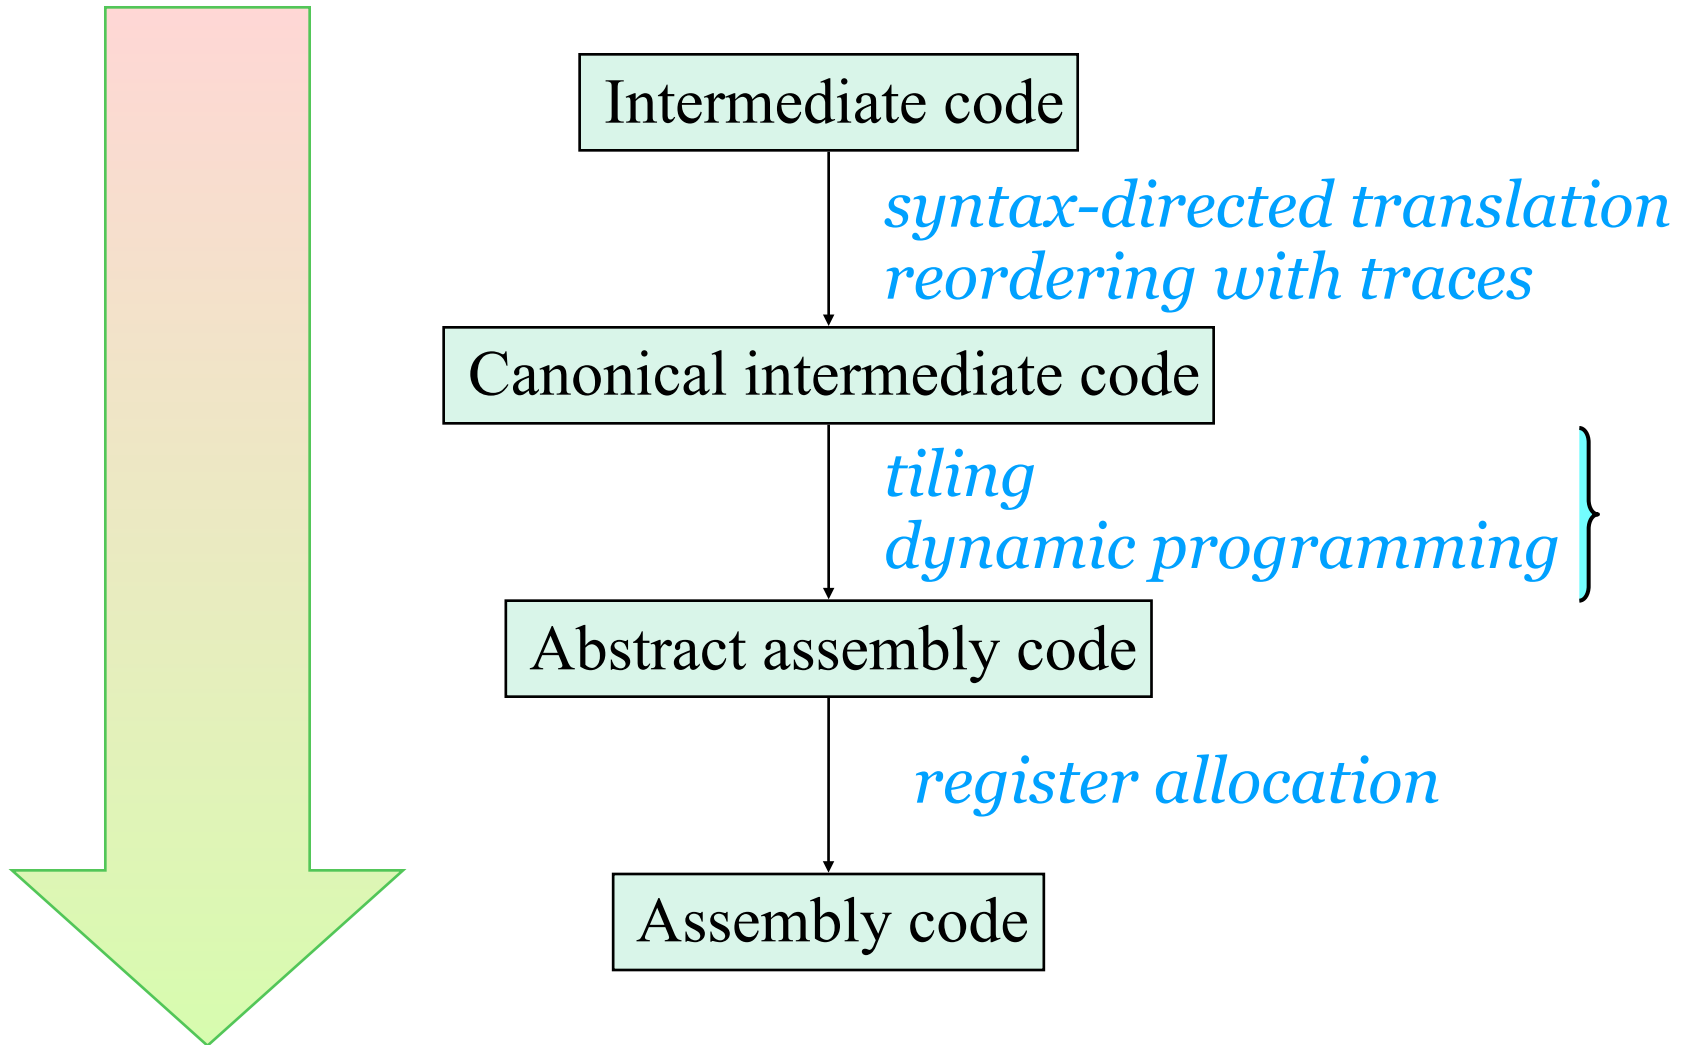 Intermediate code
syntax-directed translation
reordering with traces
Canonical intermediate code
tiling
dynamic programming
Abstract assembly code
register allocation
Assembly code